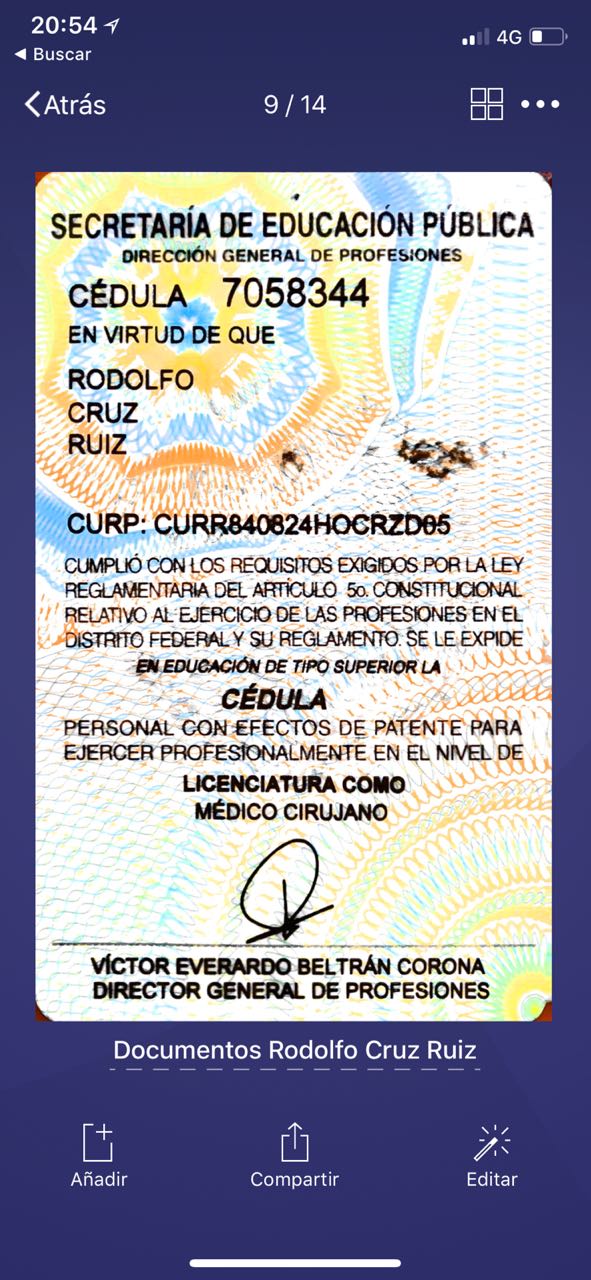 20:54
4G
Buscar
Atrás
9 / 14
SECRETARÍA DE EDUCACIÓN PÚBLICA
DIRECCIÓN GENERAL DE PROFESIONES
CÉDULA 7058344
EN VIRTUD DE QUE
RODOLFO
CRUZ
RUIZ
CURP: CURR840824HOCRZD05
CUMPLIÓ CON LOS REQUISITOS EXIGIDOS POR LA LEY
REGLAMENTARIA DEL ARTÍCULO 5o. CONSTITUCIONAL
RELATIVO AL EJERCICIO DE LAS PROFESIONES EN EL
DISTRITO FEDERAL Y SU REGLAMENTO. SE LE EXPIDE
EN EDUCACIÓN DE TIPO SUPERIOR LA
CÉDULA
PERSONAL CON EFECTOS DE PATENTE PARA
EJERCER PROFESIONALMENTE EN EL NIVEL DE
LICENCIATURA COMO
MÉDICO CIRUJANO
VÍCTOR EVERARDO BELTRÁN CORONA
DIRECTOR GENERAL DE PROFESIONES
Documentos Rodolfo Cruz Ruiz
Añadir
Compartir
Editar